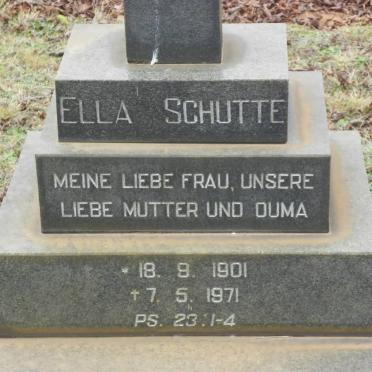 ELLA SCHUTTE
MEINE LIEBE FRAU, UNSERE
LIEBE MUTTER UND OUMA
* 18. 9. 1901
† 7. 5. 1971
PS. 23:1-4